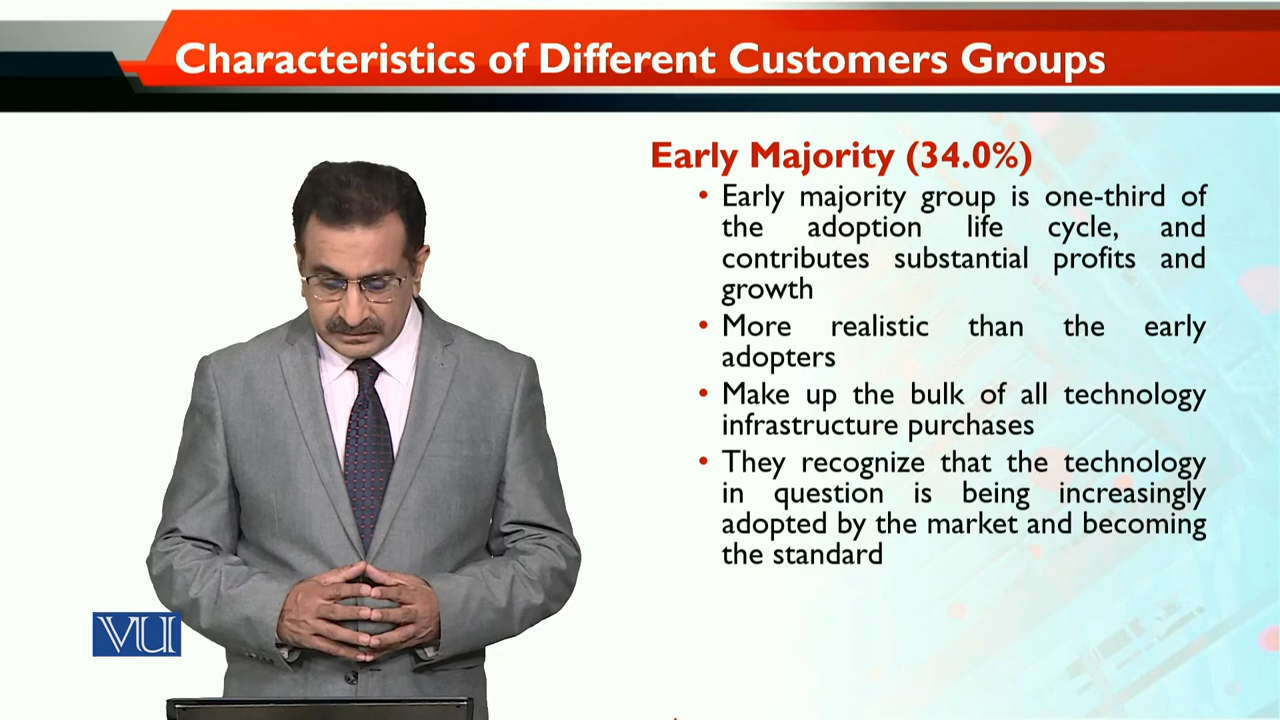 Characteristics of Different Customers Groups
Early Majority (34.0%)
• Early majority group is one-third of
the adoption life cycle, and
contributes substantial profits and
growth
• More realistic than the early
adopters
• Make up the bulk of all technology
infrastructure purchases
• They recognize that the technology
in question is being increasingly
adopted by the market and becoming
the standard
VU